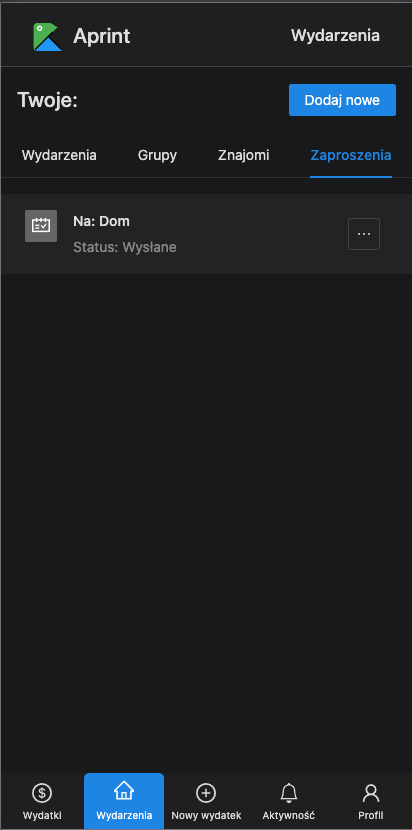 Aprint
Wydarzenia
Twoje:
Dodaj nowe
Wydarzenia
Grupy
Znajomi
Zaproszenia
Na: Dom
Status: Wysłane
Wydatki
Wydarzenia
Nowy wydatek
Aktywność
Profil